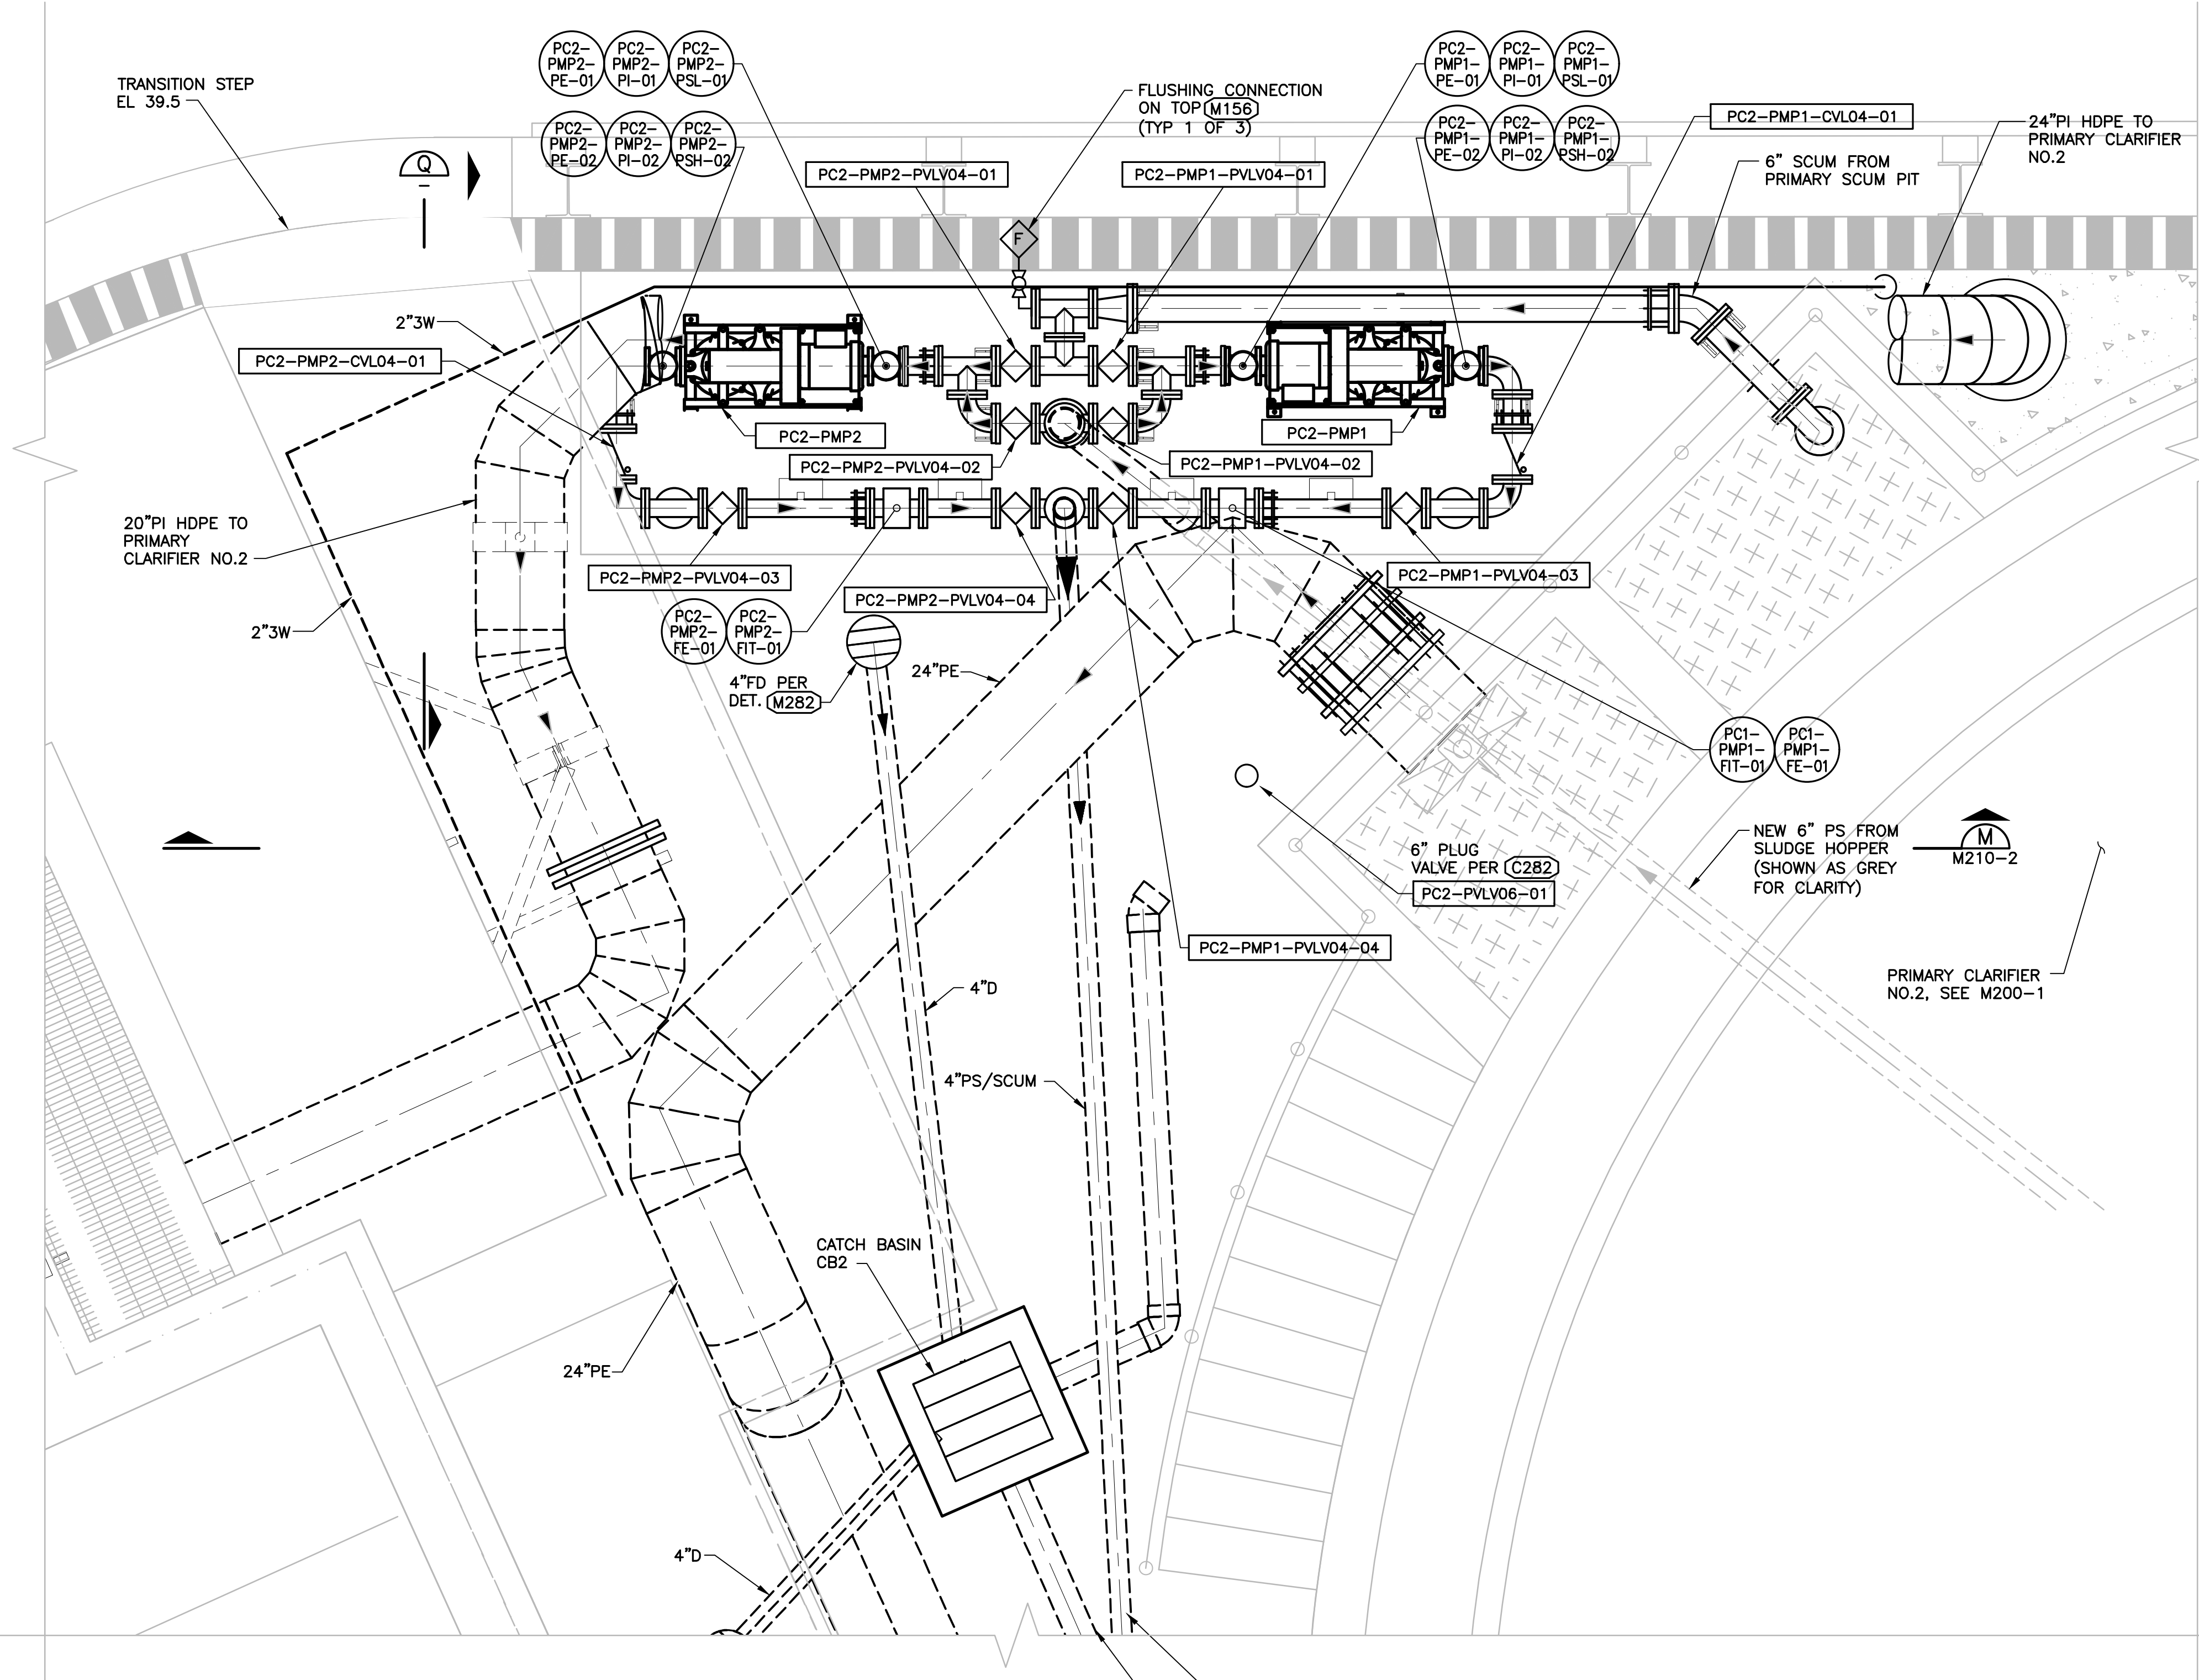 PC2-
PMP2-
PE-01
PC2-
PMP2-
PI-01
PC2-
PMP2-
PSL-01
PC2-
PMP1-
PE-01
PC2-
PMP1-
PI-01
PC2-
PMP1-
PSL-01
TRANSITION STEP
EL 39.5
FLUSHING CONNECTION
ON TOP M156
(TYP 1 OF 3)
PC2-PMP1-CVL04-01
24"PI HDPE TO
PRIMARY CLARIFIER
NO.2
PC2-
PMP2-
PE-02
PC2-
PMP2-
PI-02
PC2-
PMP2-
PSH-02
PC2-
PMP1-
PE-02
PC2-
PMP1-
PI-02
PC2-
PMP1-
PSH-02
Q
-
PC2-PMP2-PVLV04-01
PC2-PMP1-PVLV04-01
6" SCUM FROM
PRIMARY SCUM PIT
F
2"3W
PC2-PMP2-CVL04-01
PC2-PMP2
PC2-PMP1
PC2-PMP2-PVLV04-02
PC2-PMP1-PVLV04-02
20"PI HDPE TO
PRIMARY
CLARIFIER NO.2
PC2-PMP2-PVLV04-03
PC2-PMP1-PVLV04-03
PC2-PMP2-PVLV04-04
2"3W
PC2-
PMP2-
FE-01
PC2-
PMP2-
FIT-01
24"PE
4"FD PER
DET. M282
PC1-
PMP1-
FIT-01
PC1-
PMP1-
FE-01
NEW 6" PS FROM
SLUDGE HOPPER
(SHOWN AS GREY
FOR CLARITY)
M
M210-2
6" PLUG
VALVE PER C282
PC2-PVLV06-01
PC2-PMP1-PVLV04-04
PRIMARY CLARIFIER
NO.2, SEE M200-1
4"D
4"PS/SCUM
CATCH BASIN
CB2
24"PE
4"D